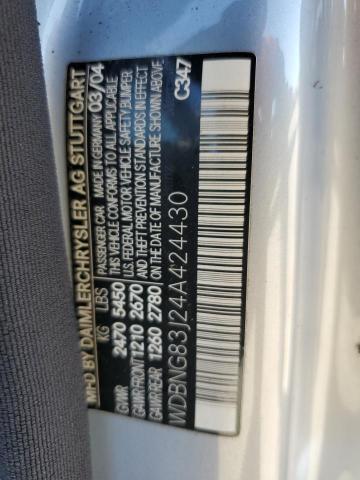 MFD BY DAIMLERCHRYSLER AG STUTTGART
PASSENGER CAR MADE IN GERMANY 03/04
KG LBS THIS VEHICLE CONFORMS TO ALL APPLICABLE
GVWR 2470 5450 U.S. FEDERAL MOTOR VEHICLE SAFETY, BUMPER
GAWR FRONT 1210 2670 AND THEFT PREVENTION STANDARDS IN EFFECT
GAWR REAR 1260 2780 ON THE DATE OF MANUFACTURE SHOWN ABOVE.
WDBNG83J24A424430 C347